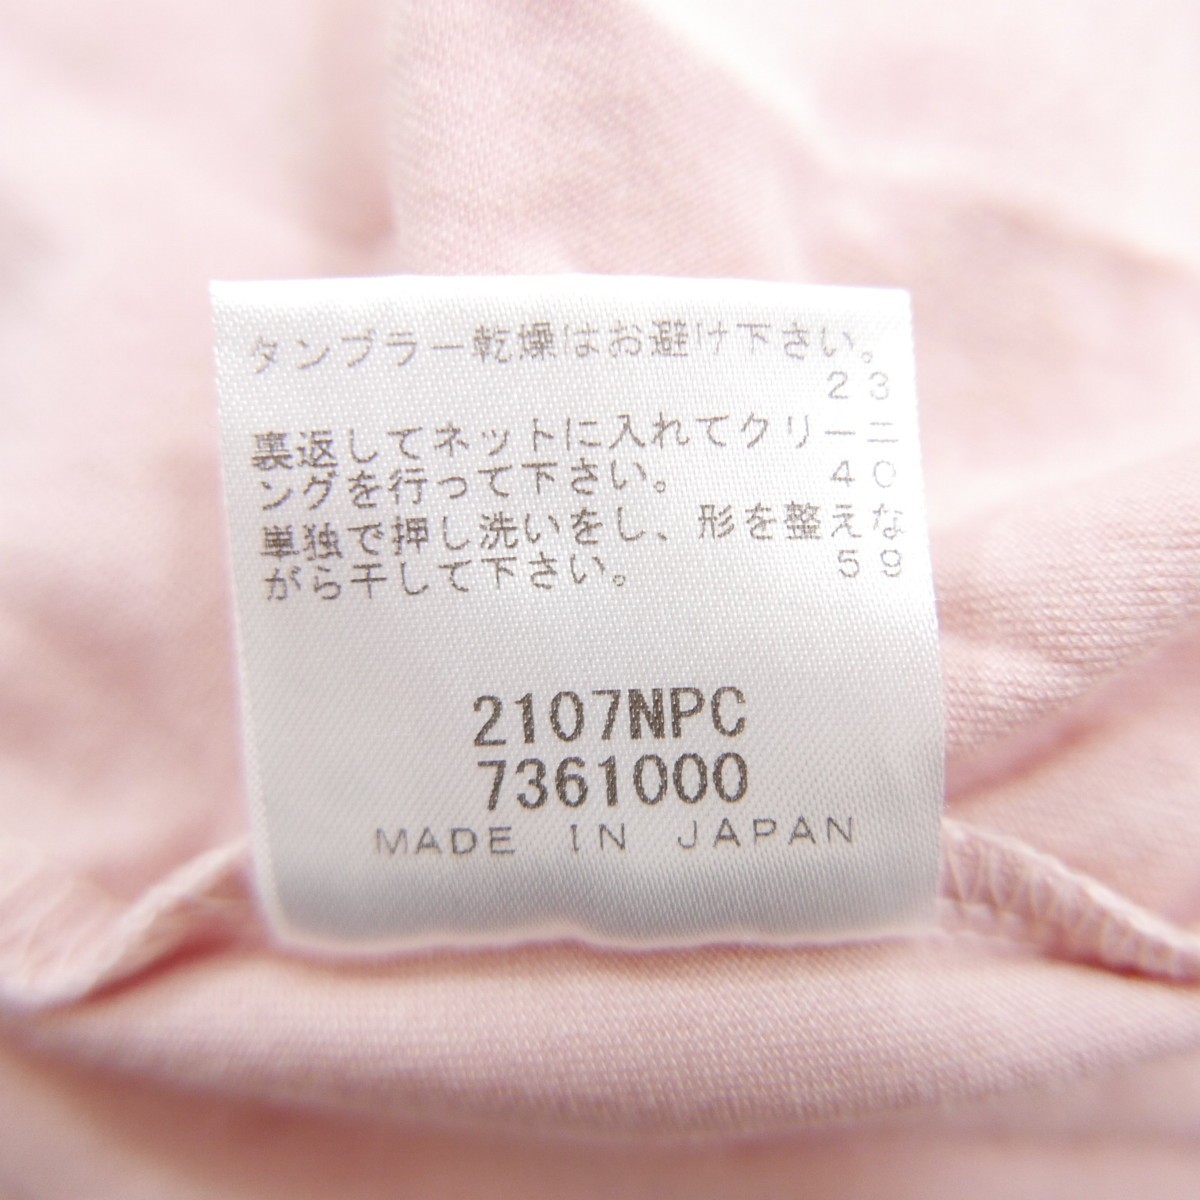 タンブラー乾燥はお避け下さい。
23
裏返してネットに入れてクリーニ
ングを行って下さい。 40
単独で押し洗いをし、形を整えな
がら干して下さい。 59
2107NPC
7361000
MADE IN JAPAN